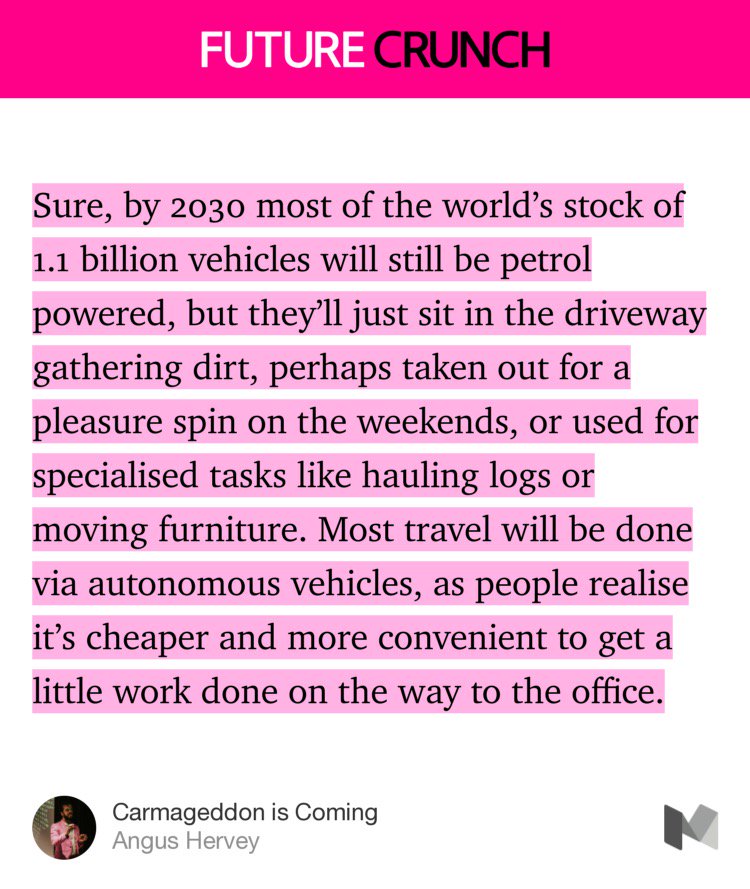 FUTURE CRUNCH
Sure, by 2030 most of the world’s stock of
1.1 billion vehicles will still be petrol
powered, but they’ll just sit in the driveway
gathering dirt, perhaps taken out for a
pleasure spin on the weekends, or used for
specialised tasks like hauling logs or
moving furniture. Most travel will be done
via autonomous vehicles, as people realise
it’s cheaper and more convenient to get a
little work done on the way to the office.
Carmageddon is Coming
Angus Hervey